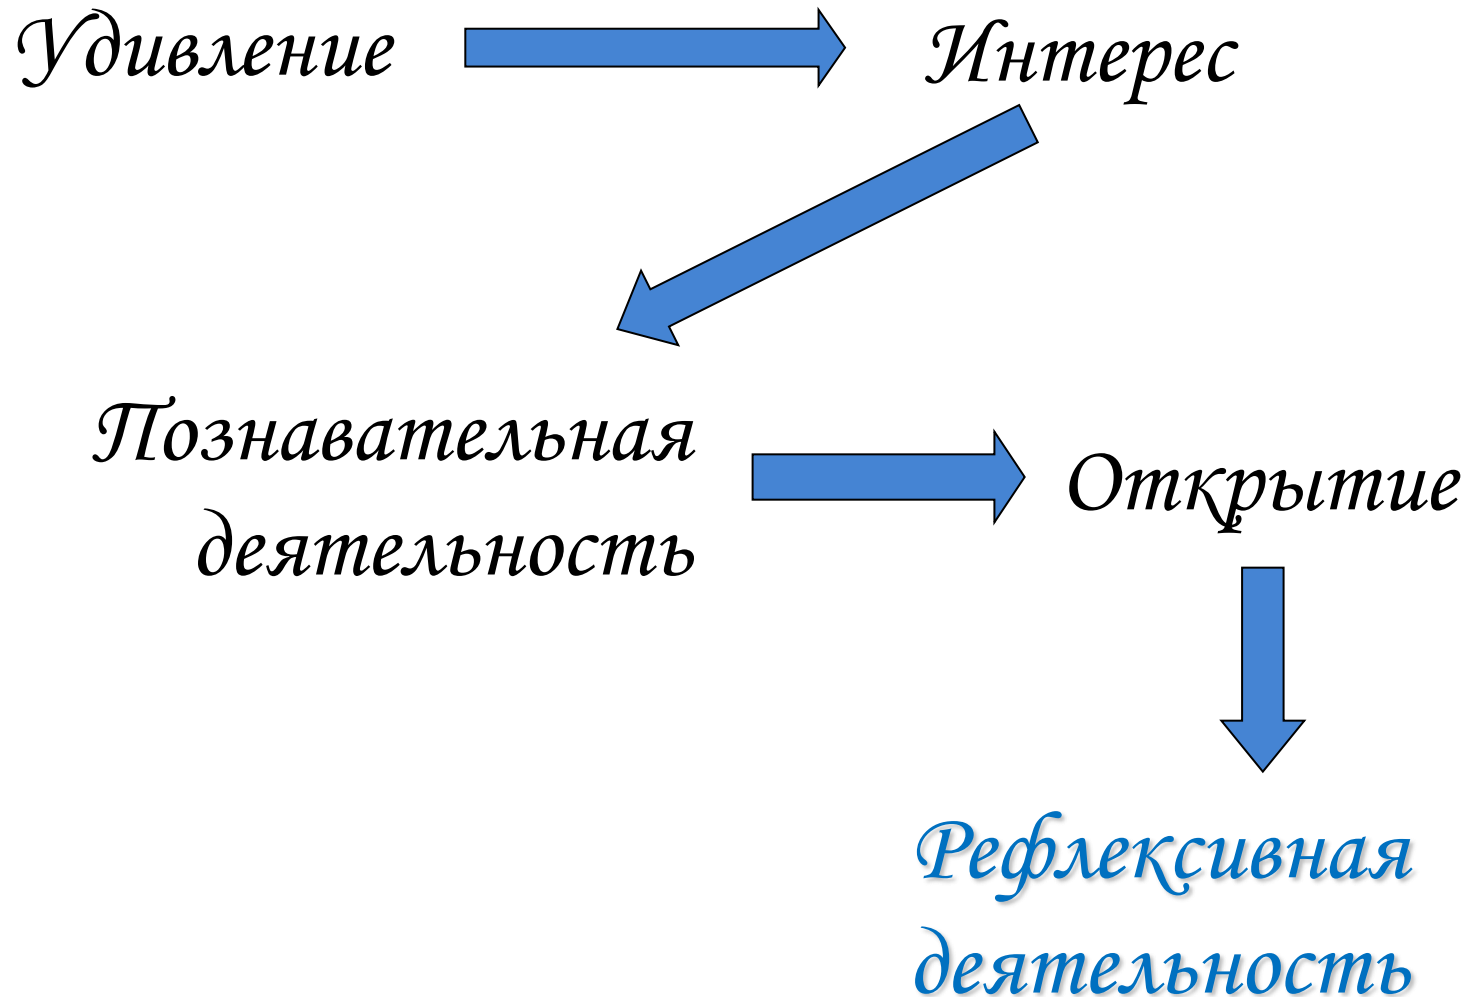 Удивление
Интерес
Познавательная
деятельность
Открытие
Рефлексивная
деятельность